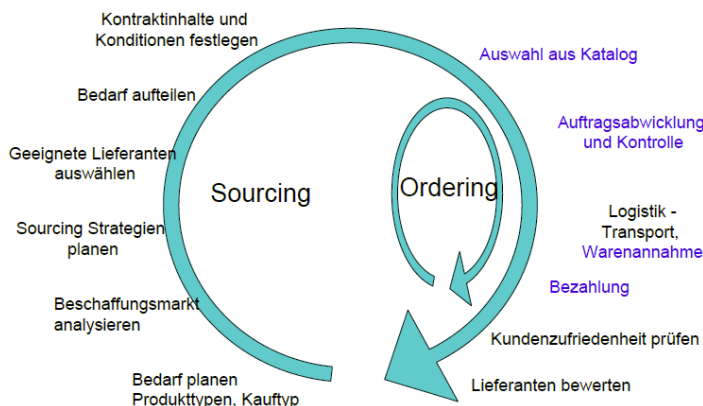 Kontraktinhalte und
Konditionen festlegen
Auswahl aus Katalog
Bedarf aufteilen
Auftragsabwicklung
und Kontrolle
Geeignete Lieferanten
auswählen
Sourcing
Ordering
Logistik -
Transport,
Warenannahme
Sourcing Strategien
planen
Bezahlung
Beschaffungsmarkt
analysieren
Kundenzufriedenheit prüfen
Bedarf planen
Produkttypen, Kauftyp
Lieferanten bewerten